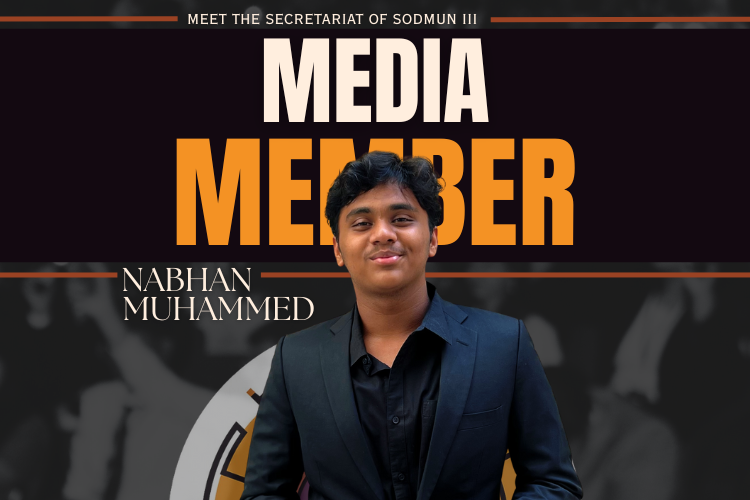 MEET THE SECRETARIAT OF SODMUN III
MEDIA
MEMBER
NABHAN
MUHAMMED